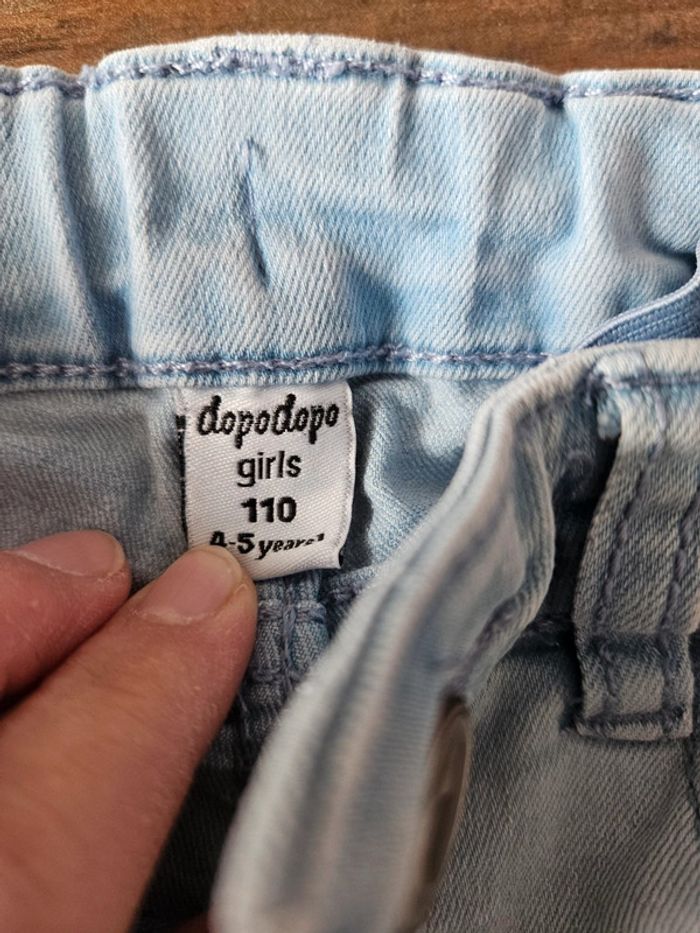 dopodopo
girls
110
4-5 years